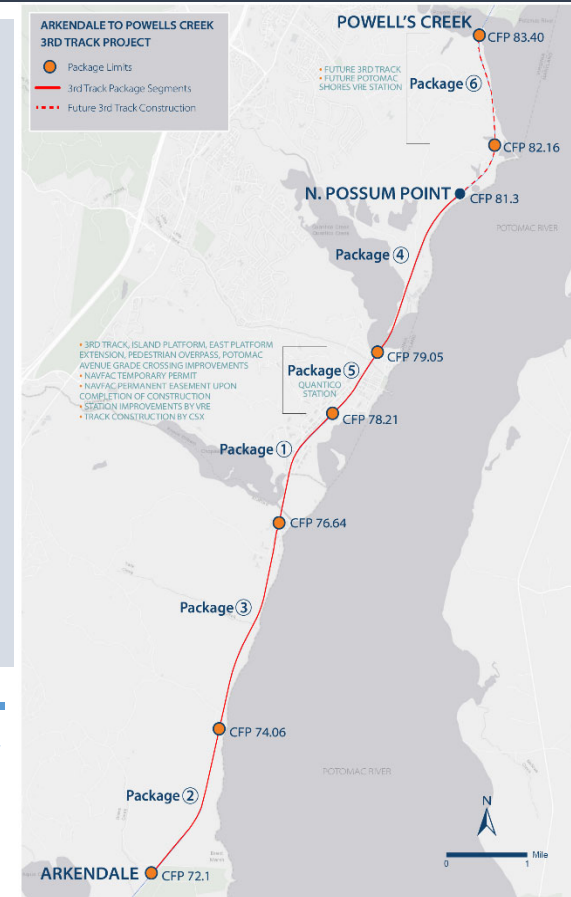 ARKENDALE TO POWELLS CREEK
3RD TRACK PROJECT
Package Limits
3rd Track Package Segments
Future 3rd Track Construction
POWELL'S CREEK
CFP 83.40
• FUTURE 3RD TRACK
• FUTURE POTOMAC
SHORES VRE STATION
Package 6
CFP 82.16
N. POSSUM POINT
CFP 81.3
POTOMAC RIVER
Package 4
• 3RD TRACK, ISLAND PLATFORM, EAST PLATFORM
EXTENSION, PEDESTRIAN OVERPASS, POTOMAC
AVENUE GRADE CROSSING IMPROVEMENTS
• NAVFAC TEMPORARY PERMIT
• NAVFAC PERMANENT EASEMENT UPON
COMPLETION OF CONSTRUCTION
• STATION IMPROVEMENTS BY VRE
• TRACK CONSTRUCTION BY CSX
CFP 79.05
Package 5
QUANTICO
STATION
CFP 78.21
Package 1
CFP 76.64
Package 3
CFP 74.06
POTOMAC RIVER
Package 2
N
Mile
0 1
ARKENDALE
CFP 72.1